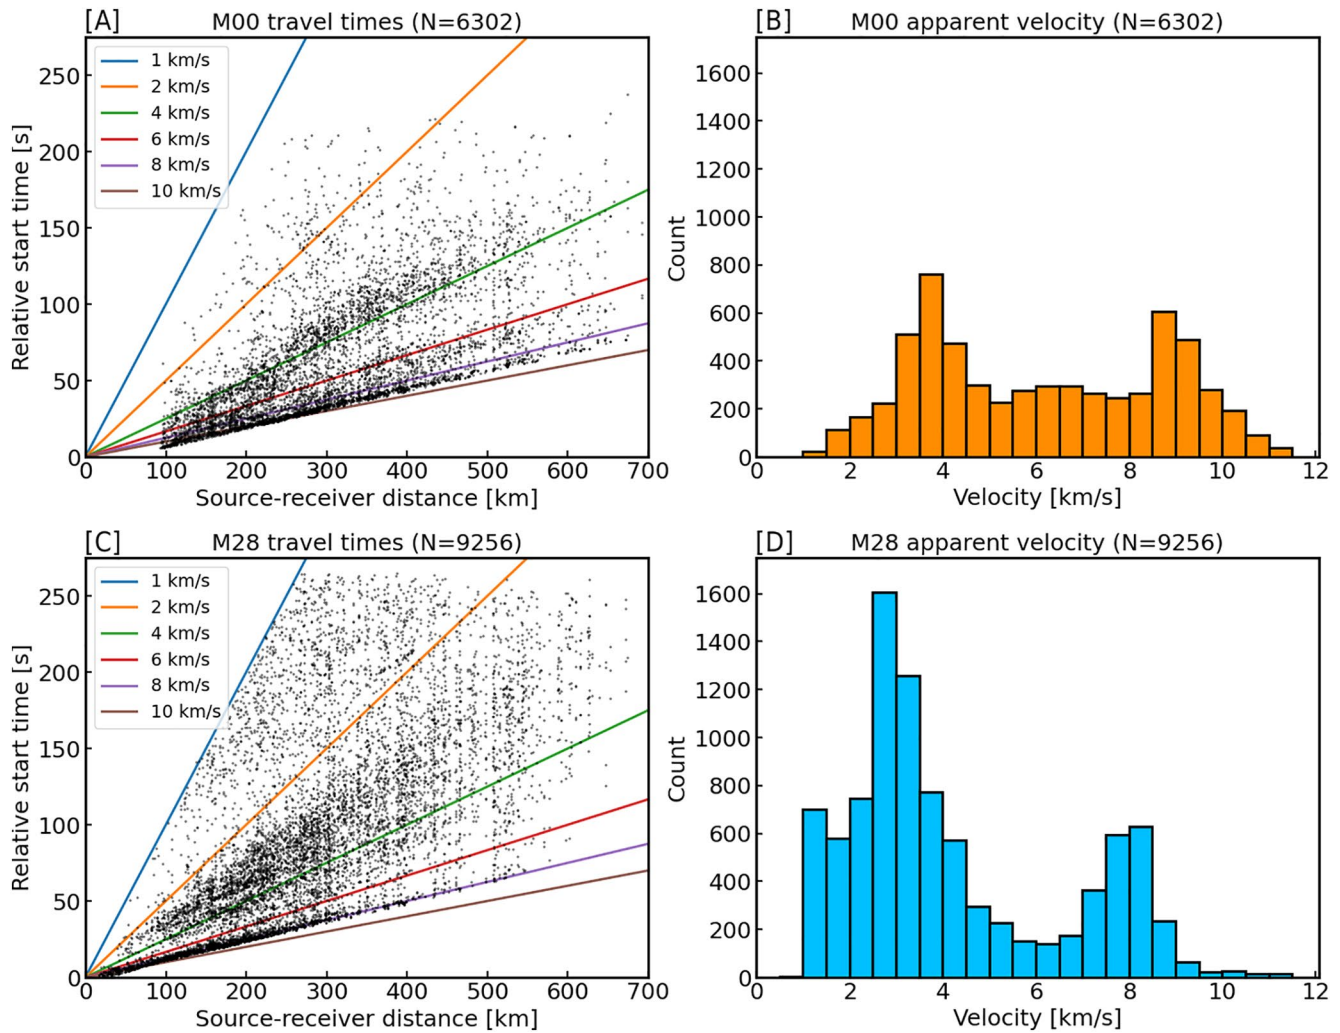 [A] M00 travel times (N=6302)
1 km/s
2 km/s
4 km/s
6 km/s
8 km/s
10 km/s
Relative start time [s]
250
200
150
100
50
0
0 100 200 300 400 500 600 700
Source-receiver distance [km]
[B] M00 apparent velocity (N=6302)
Count
1600
1400
1200
1000
800
600
400
200
0
0 2 4 6 8 10 12
Velocity [km/s]
[C] M28 travel times (N=9256)
1 km/s
2 km/s
4 km/s
6 km/s
8 km/s
10 km/s
Relative start time [s]
250
200
150
100
50
0
0 100 200 300 400 500 600 700
Source-receiver distance [km]
[D] M28 apparent velocity (N=9256)
Count
1600
1400
1200
1000
800
600
400
200
0
0 2 4 6 8 10 12
Velocity [km/s]